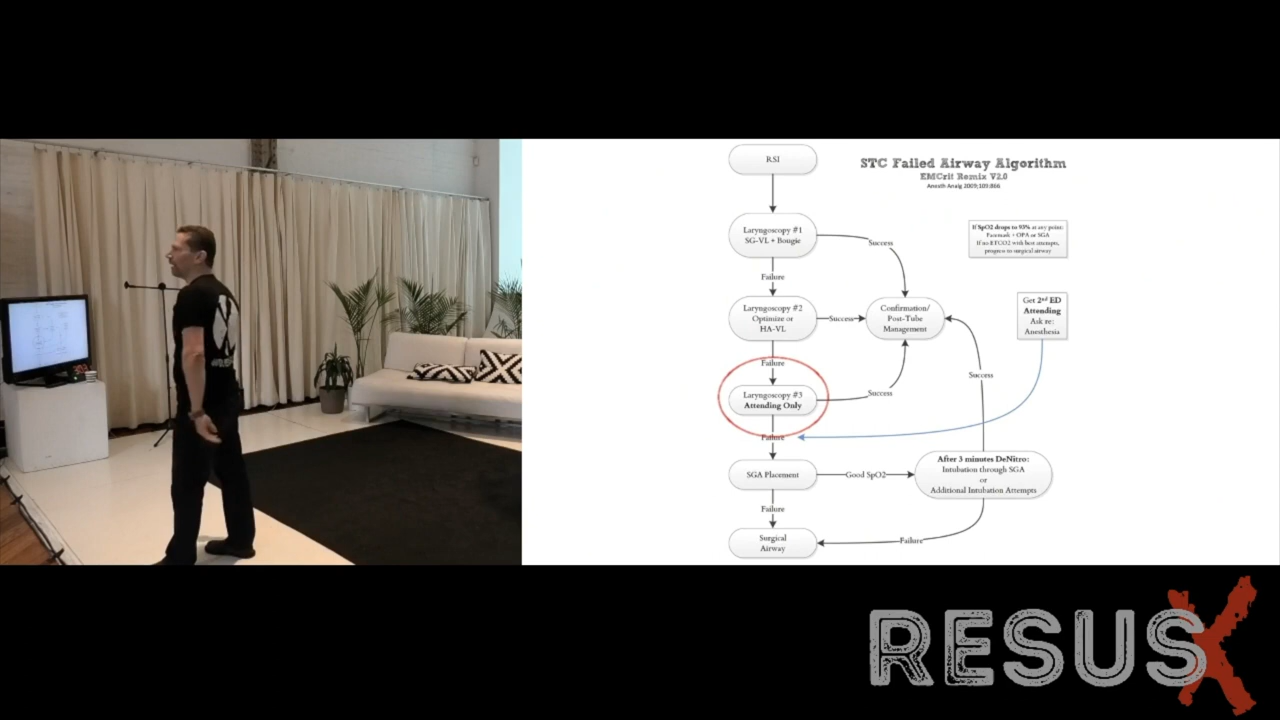 RSI
STC Failed Airway Algorithm
EMCrit Remix V2.0
Anesth Analg 2009;109:866
Laryngoscopy #1
SG-VL + Bougie
Success
If SpO2 drops to 93% at any point:
Facemask + OPA or SGA
If no ETCO2 with best attempts,
progress to surgical airway
Failure
Laryngoscopy #2
Optimize or
HA-VL
Success
Confirmation/
Post-Tube
Management
Get 2nd ED
Attending
Ask re:
Anesthesia
Failure
Success
Laryngoscopy #3
Attending Only
Success
Failure
SGA Placement
Good SpO2
After 3 minutes DeNitro:
Intubation through SGA
or
Additional Intubation Attempts
Failure
Surgical
Airway
Failure
RESUSX